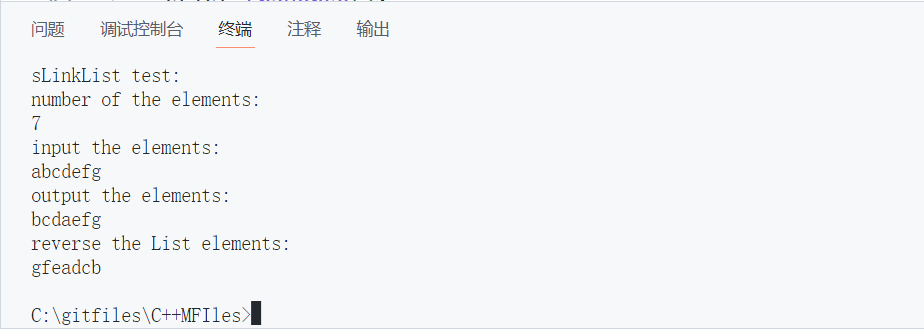 问题 调试控制台 终端 注释 输出
sLinkList test:
number of the elements:
7
input the elements:
abcdefg
output the elements:
bcdaefg
reverse the List elements:
gfeadcb
C:\gitfiles\C++MFIles>